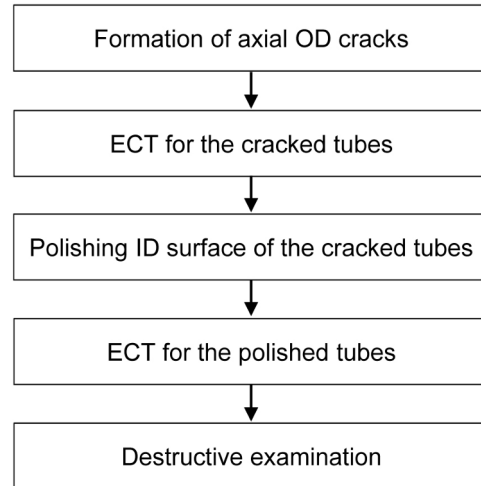 Formation of axial OD cracks
ECT for the cracked tubes
Polishing ID surface of the cracked tubes
ECT for the polished tubes
Destructive examination